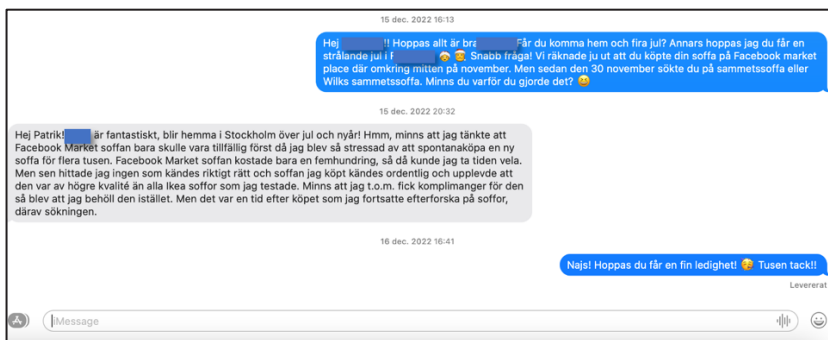 15 dec. 2022 16:13
Hej !! Hoppas allt är bra Får du komma hem och fira jul? Annars hoppas jag du får en
strålande jul i F 🤶 🎅 Snabb fråga! Vi räknade ju ut att du köpte din soffa på Facebook market
place där omkring mitten på november. Men sedan den 30 november sökte du på sammetssoffa eller
Wilks sammetssoffa. Minns du varför du gjorde det? 😄
15 dec. 2022 20:32
Hej Patrik! är fantastiskt, blir hemma i Stockholm över jul och nyår! Hmm, minns att jag tänkte att
Facebook Market soffan bara skulle vara tillfällig först då jag blev så stressad av att spontanaköpa en ny
soffa för flera tusen. Facebook Market soffan kostade bara en femhundring, så då kunde jag ta tiden vela.
Men sen hittade jag ingen som kändes riktigt rätt och soffan jag köpt kändes ordentlig och upplevde att
den var av högre kvalité än alla Ikea soffor som jag testade. Minns att jag t.o.m. fick komplimanger för den
så blev att jag behöll den istället. Men det var en tid efter köpet som jag fortsatte efterforska på soffor,
därav sökningen.
16 dec. 2022 16:41
Najs! Hoppas du får en fin ledighet! 🥳 Tusen tack!!
Levererat
iMessage